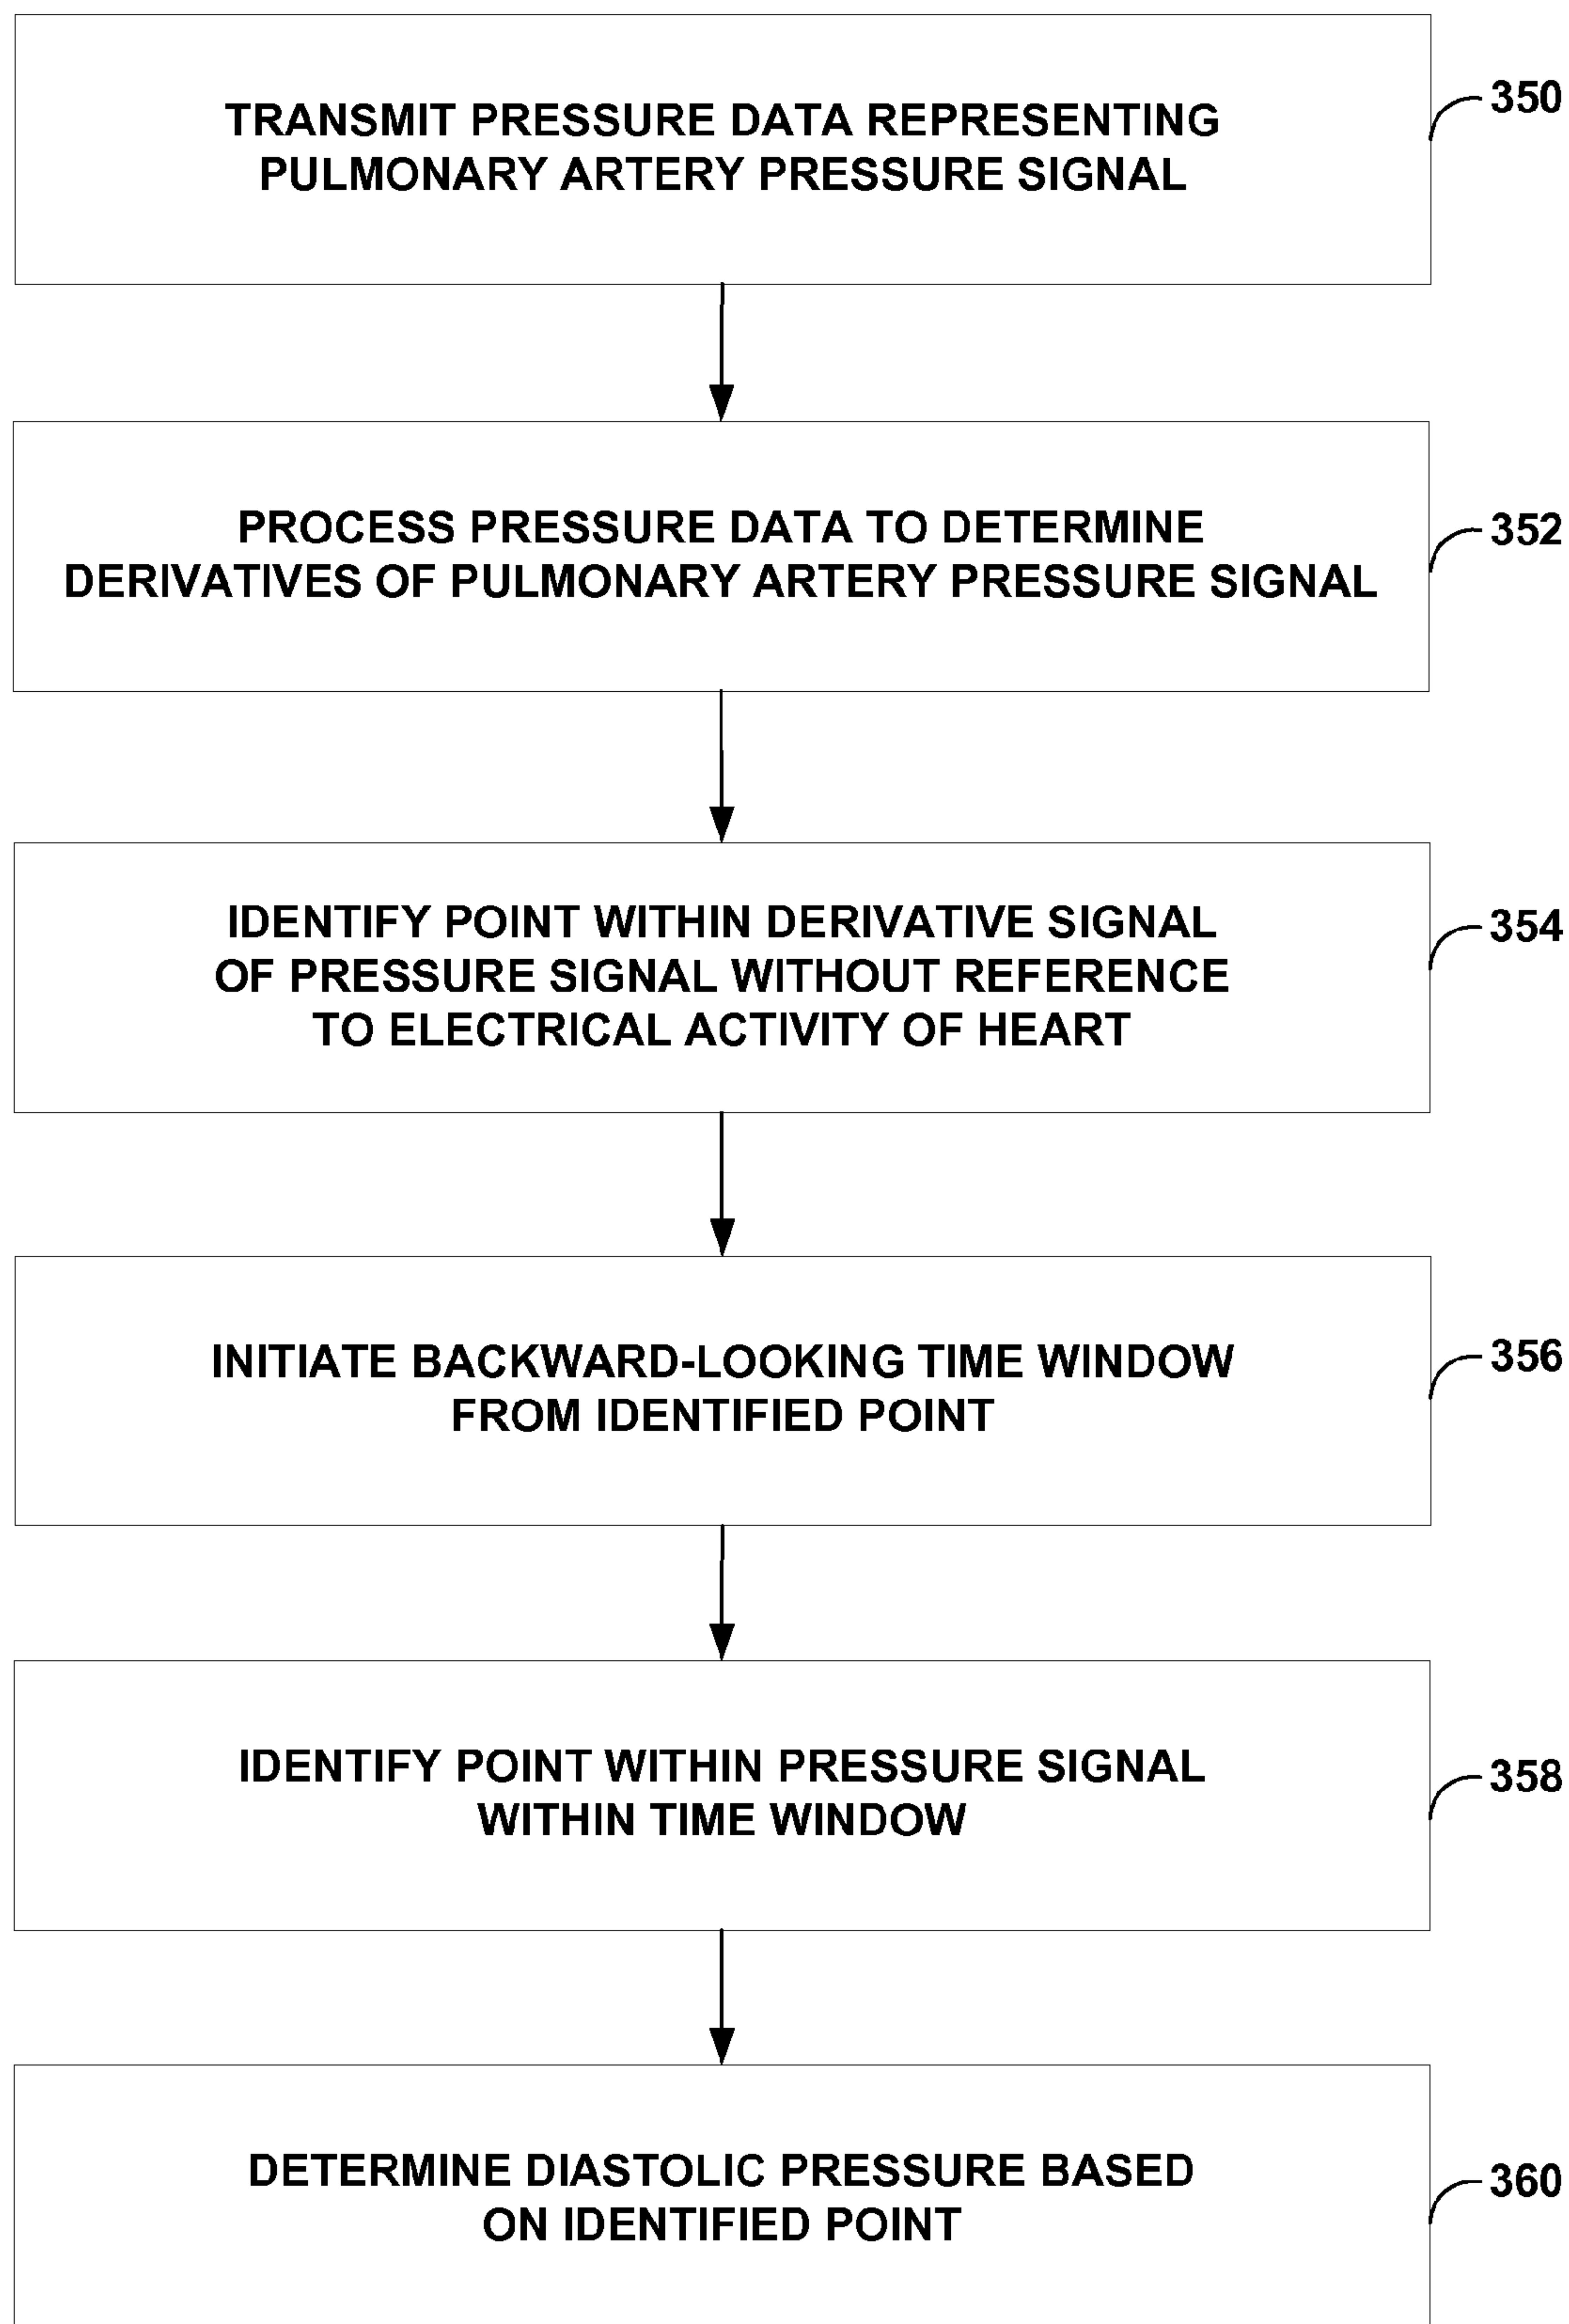 TRANSMIT PRESSURE DATA REPRESENTING
PULMONARY ARTERY PRESSURE SIGNAL
350
PROCESS PRESSURE DATA TO DETERMINE
DERIVATIVES OF PULMONARY ARTERY PRESSURE SIGNAL
352
IDENTIFY POINT WITHIN DERIVATIVE SIGNAL
OF PRESSURE SIGNAL WITHOUT REFERENCE
TO ELECTRICAL ACTIVITY OF HEART
354
INITIATE BACKWARD-LOOKING TIME WINDOW
FROM IDENTIFIED POINT
356
IDENTIFY POINT WITHIN PRESSURE SIGNAL
WITHIN TIME WINDOW
358
DETERMINE DIASTOLIC PRESSURE BASED
ON IDENTIFIED POINT
360